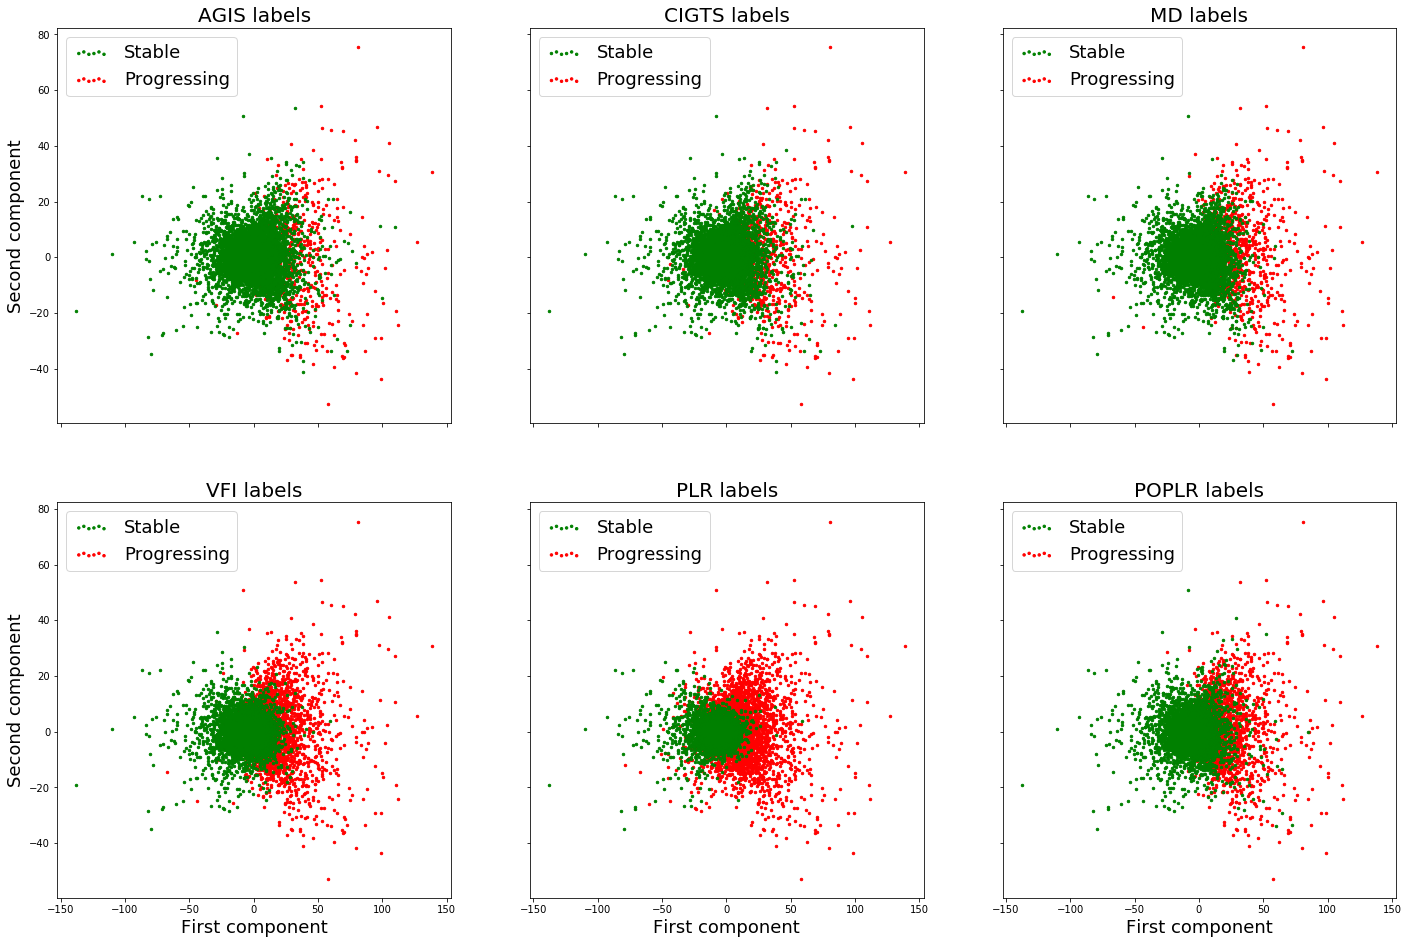 AGIS labels
CIGTS labels
MD labels
Stable
Progressing
Stable
Progressing
Stable
Progressing
Second component
80
60
40
20
0
−20
−40
VFI labels
PLR labels
POPLR labels
Stable
Progressing
Stable
Progressing
Stable
Progressing
Second component
80
60
40
20
0
−20
−40
−150 −100 −50 0 50 100 150
−150 −100 −50 0 50 100 150
−150 −100 −50 0 50 100 150
First component
First component
First component